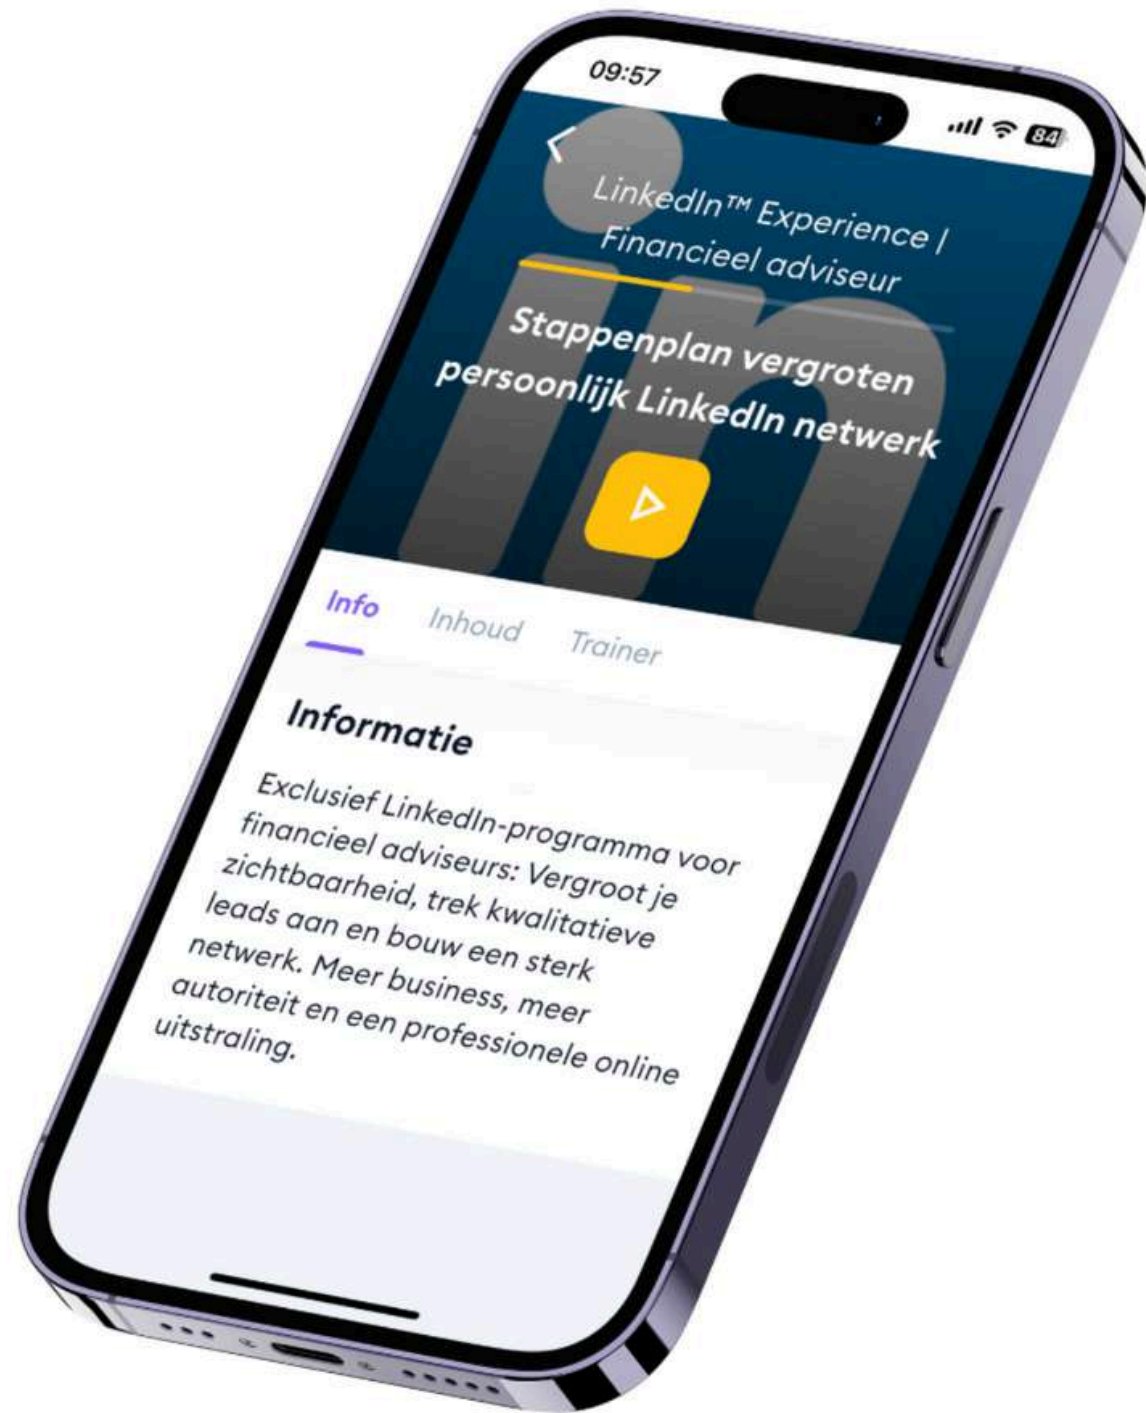 09:57
84
LinkedIn™ Experience |
Financieel adviseur
Stappenplan vergroten
persoonlijk LinkedIn netwerk
Info Inhoud Trainer
Informatie
Exclusief LinkedIn-programma voor
financieel adviseurs: Vergroot je
zichtbaarheid, trek kwalitatieve
leads aan en bouw een sterk
netwerk. Meer business, meer
autoriteit en een professionele online
uitstraling.